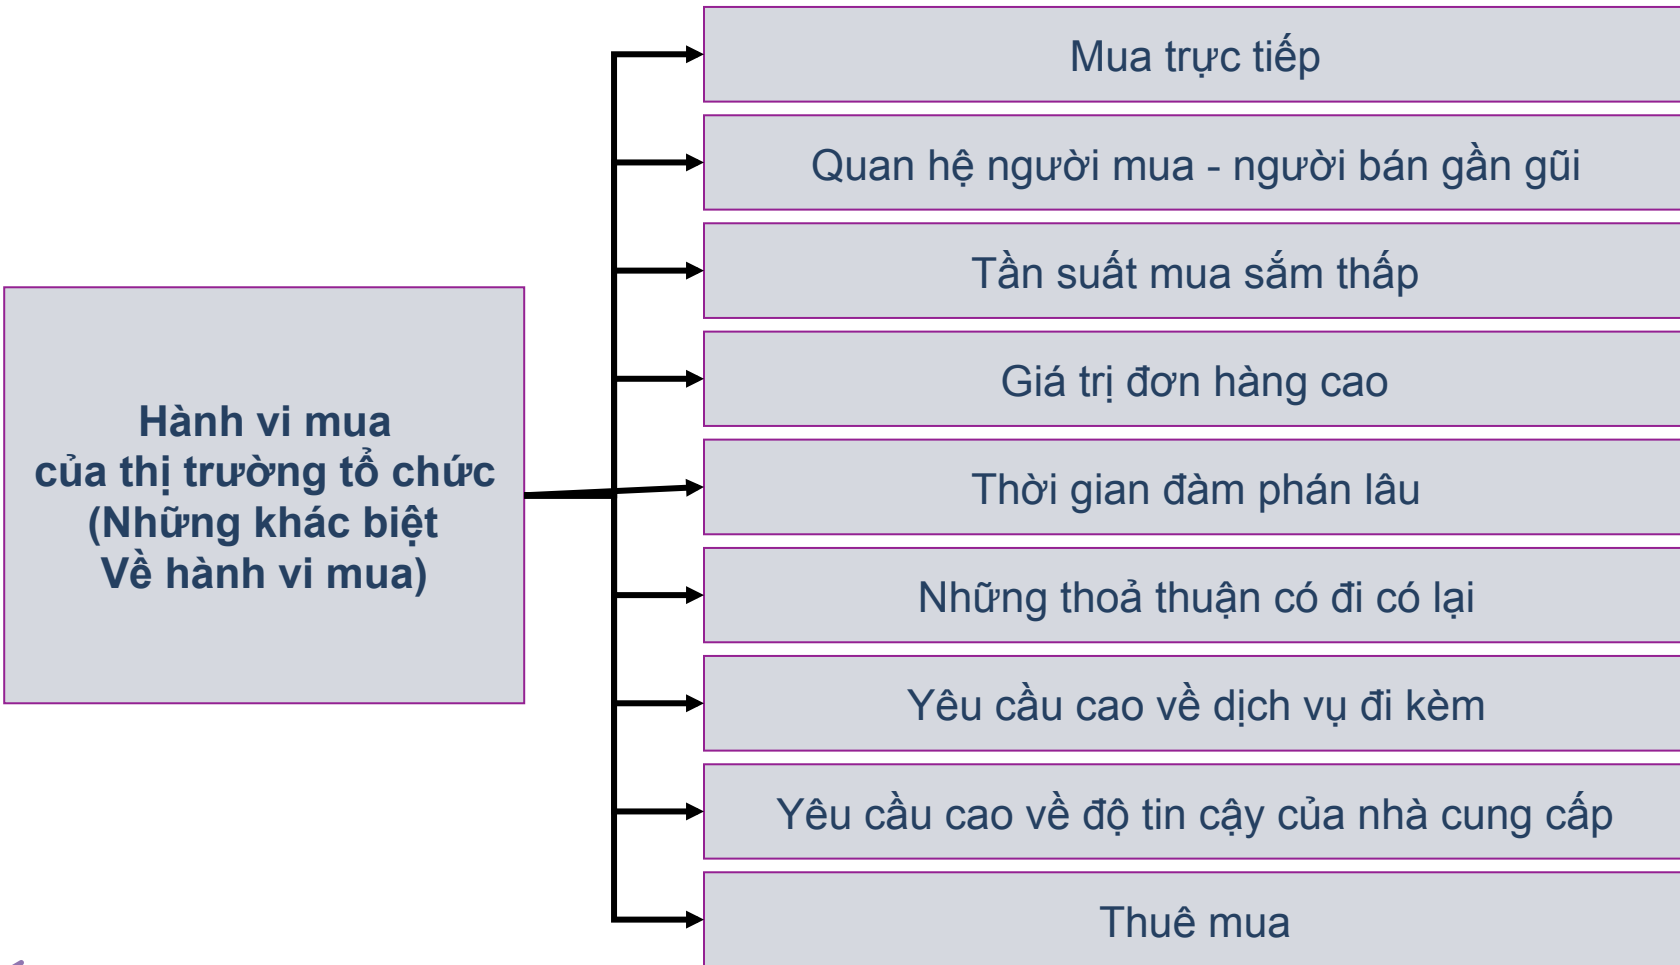 Mua trực tiếp
Quan hệ người mua - người bán gần gũi
Tần suất mua sắm thấp
Giá trị đơn hàng cao
Hành vi mua
của thị trường tổ chức
(Những khác biệt
Về hành vi mua)
Thời gian đàm phán lâu
Những thoả thuận có đi có lại
Yêu cầu cao về dịch vụ đi kèm
Yêu cầu cao về độ tin cậy của nhà cung cấp
Thuê mua